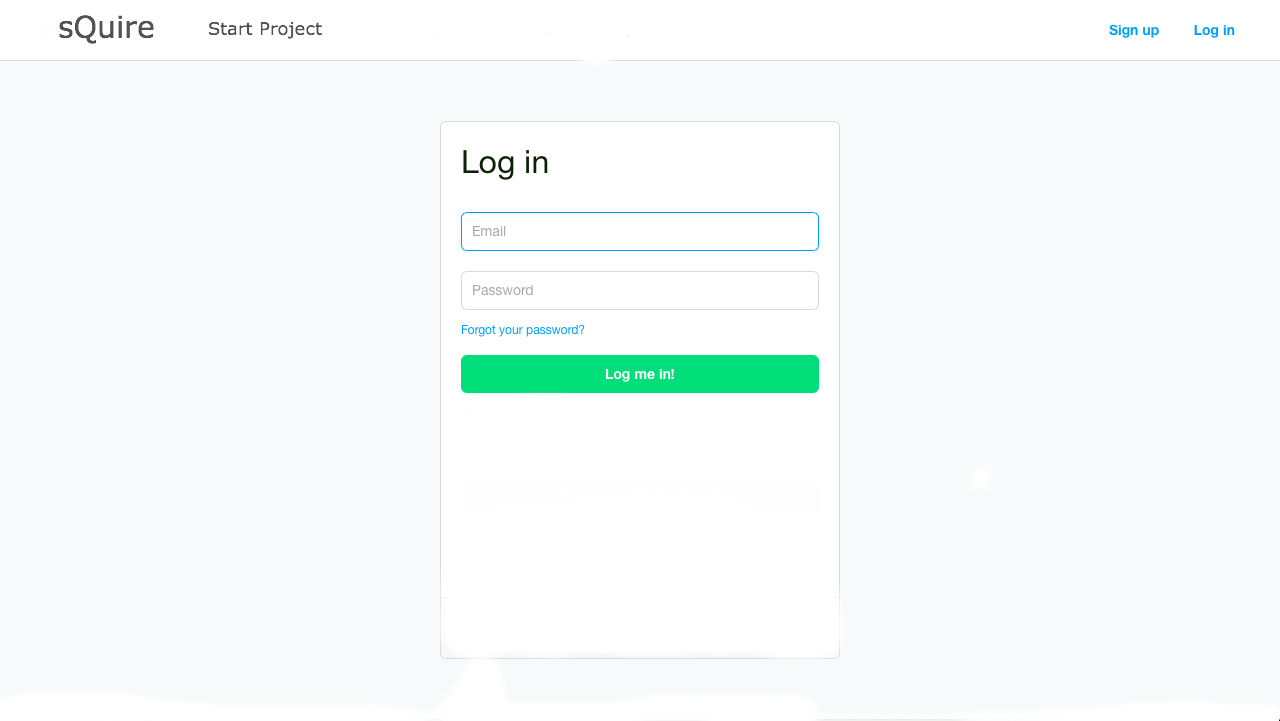 sQuire
Start Project
Sign up
Log in
Log in
Email
Password
Forgot your password?
Log me in!